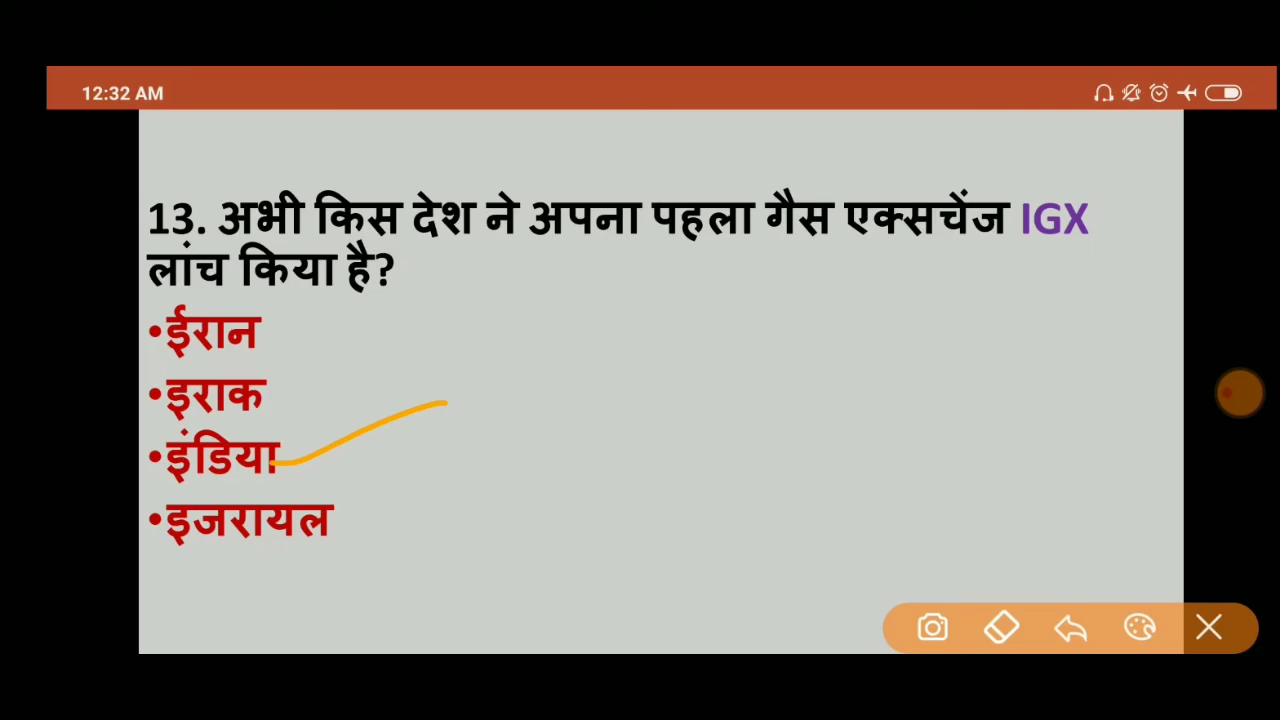 12:32 AM
13. अभी किस देश ने अपना पहला गैस एक्सचेंज IGX
लांच किया है?
•ईरान
•इराक
•इंडिया
•इजरायल